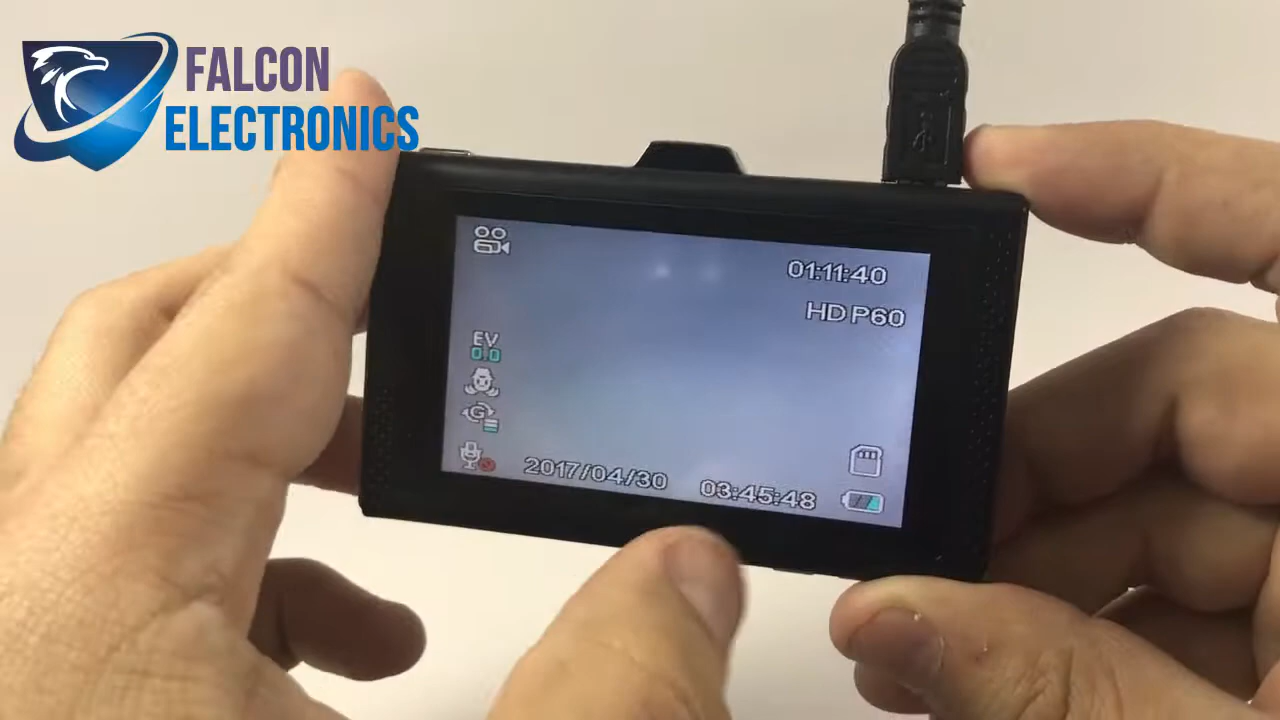 FALCON
ELECTRONICS
01:11:40
HD P60
EV
0.0
G
2017/04/30
03:45:48